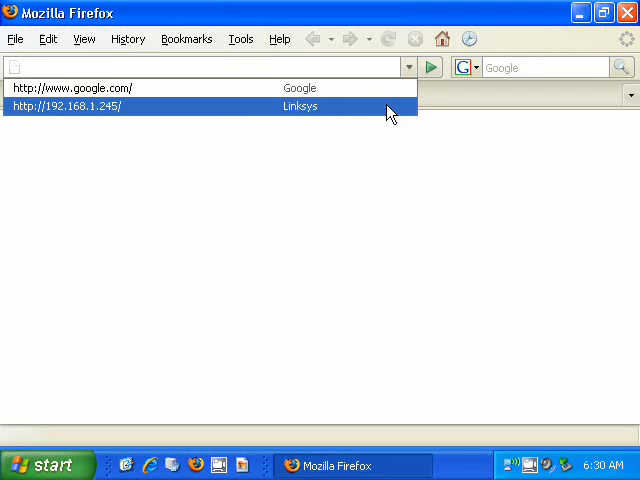 Mozilla Firefox
File Edit View History Bookmarks Tools Help
G Google
http://www.google.com/ Google
http://192.168.1.245/ Linksys
start Mozilla Firefox 6:30 AM